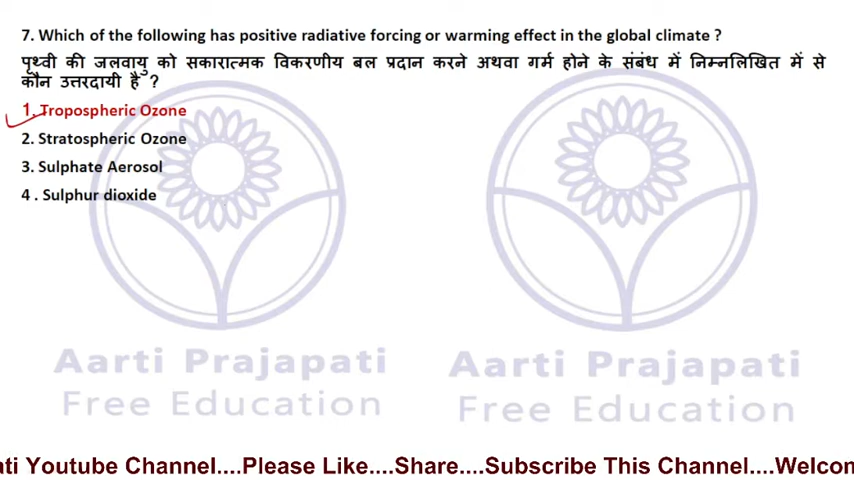 7. Which of the following has positive radiative forcing or warming effect in the global climate ?
पृथ्वी की जलवायु को सकारात्मक विकरणीय बल प्रदान करने अथवा गर्म होने के संबंध में निम्नलिखित में से
कौन उत्तरदायी है ?
1. Tropospheric Ozone
2. Stratospheric Ozone
3. Sulphate Aerosol
4 . Sulphur dioxide
Aarti Prajapati
Free Education
Aarti Prajapati
Free Education
ati Youtube Channel....Please Like....Share....Subscribe This Channel....Welcom